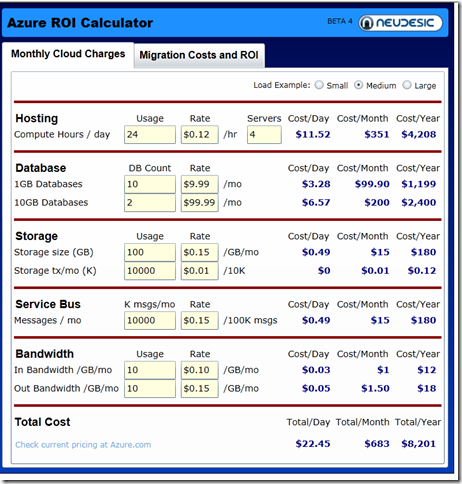 Azure ROI Calculator BETA 4 NEUDESIC
Monthly Cloud Charges Migration Costs and ROI
Load Example: Small Medium Large
Hosting Usage Rate Servers Cost/Day Cost/Month Cost/Year
Compute Hours / day 24 $0.12 /hr 4 $11.52 $351 $4,208
Database DB Count Rate Cost/Day Cost/Month Cost/Year
1GB Databases 10 $9.99 /mo $3.28 $99.90 $1,199
10GB Databases 2 $99.99 /mo $6.57 $200 $2,400
Storage Usage Rate Cost/Day Cost/Month Cost/Year
Storage size (GB) 100 $0.15 /GB/mo $0.49 $15 $180
Storage tx/mo (K) 10000 $0.01 /10K $0 $0.01 $0.12
Service Bus K msgs/mo Rate Cost/Day Cost/Month Cost/Year
Messages / mo 10000 $0.15 /100K msgs $0.49 $15 $180
Bandwidth Usage Rate Cost/Day Cost/Month Cost/Year
In Bandwidth /GB/mo 10 $0.10 /GB/mo $0.03 $1 $12
Out Bandwidth /GB/mo 10 $0.15 /GB/mo $0.05 $1.50 $18
Total Cost Total/Day Total/Month Total/Year
Check current pricing at Azure.com $22.45 $683 $8,201